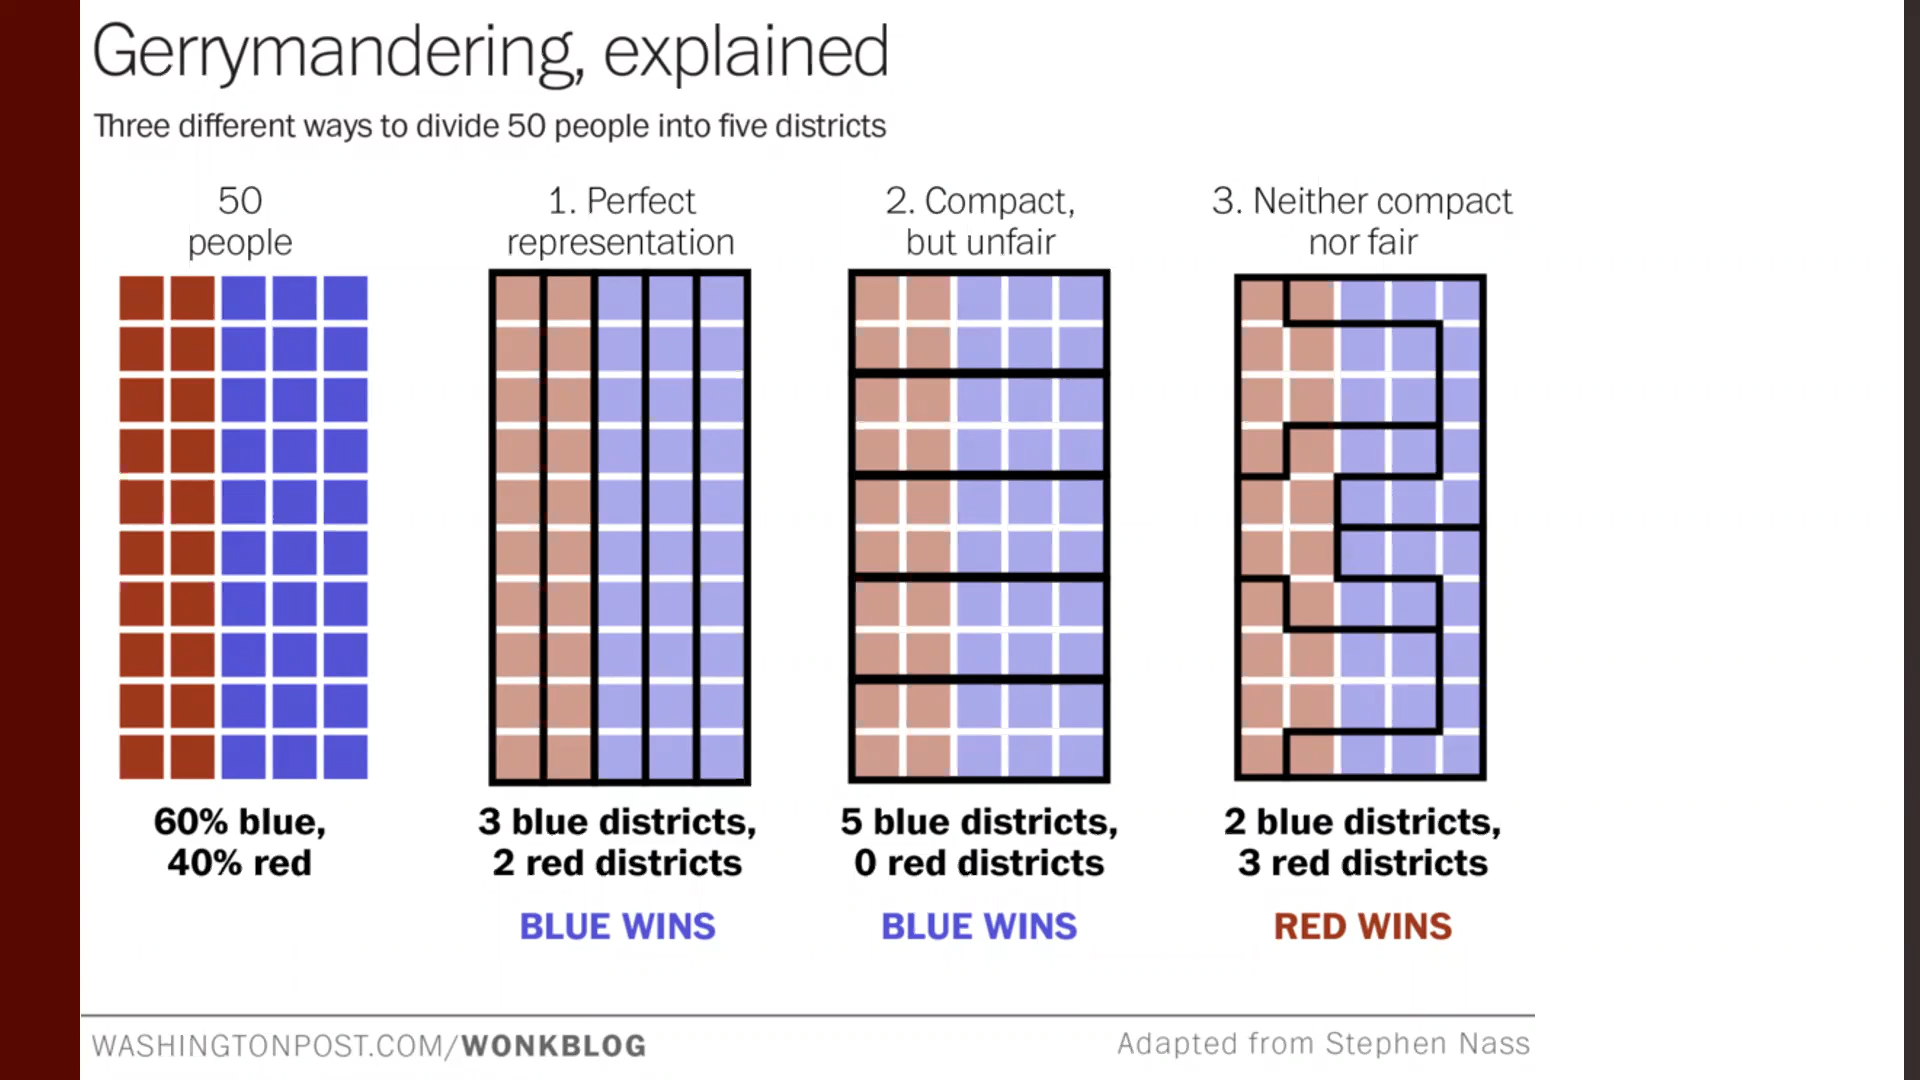 Gerrymandering, explained
Three different ways to divide 50 people into five districts
50
people
1. Perfect
representation
2. Compact,
but unfair
3. Neither compact
nor fair
60% blue,
40% red
3 blue districts,
2 red districts
BLUE WINS
5 blue districts,
0 red districts
BLUE WINS
2 blue districts,
3 red districts
RED WINS
WASHINGTONPOST.COM/WONKBLOG
Adapted from Stephen Nass